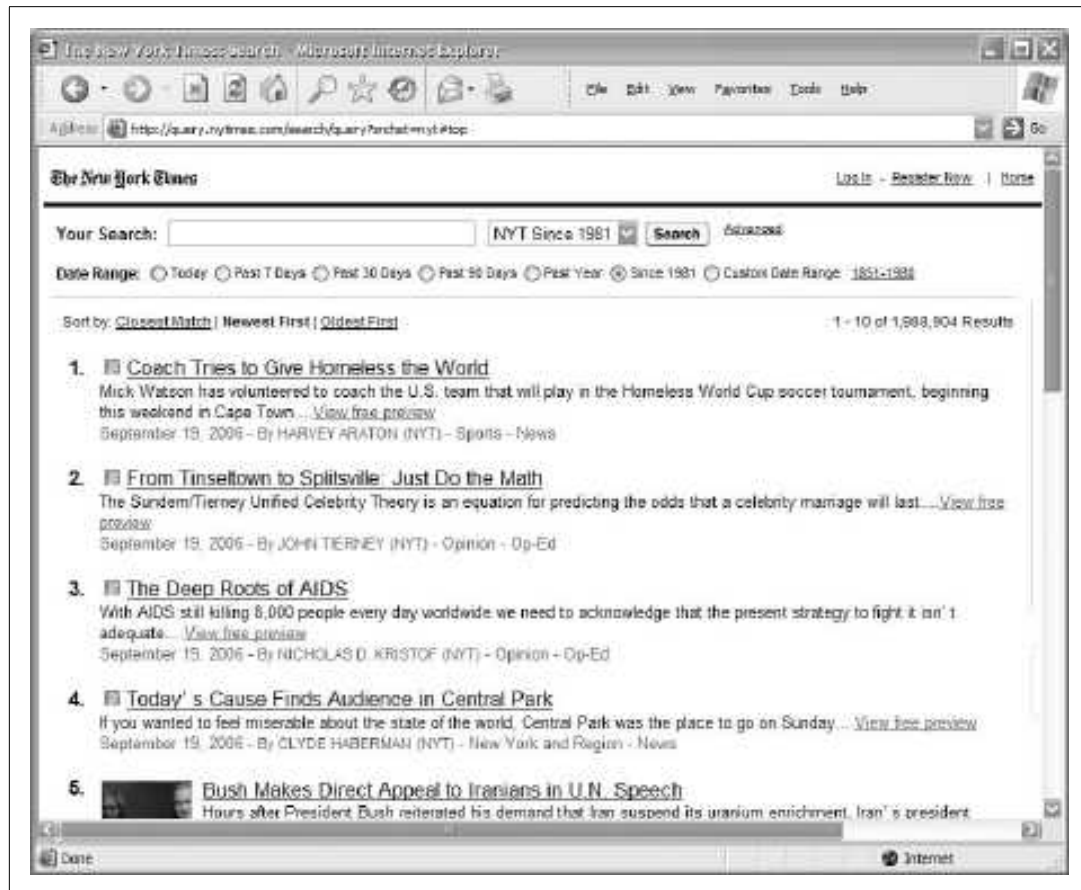 The New York Times: Search - Microsoft Internet Explorer
File Edit View Favorites Tools Help
Address http://query.nytimes.com/search/query?srchst=nyt#top Go
The New York Times
Log In - Register Now | Home
Your Search: NYT Since 1981 Search Advanced
Date Range: Today Past 7 Days Past 30 Days Past 90 Days Past Year Since 1981 Custom Date Range 1851-1980
Sort by: Closest Match | Newest First | Oldest First 1 - 10 of 1,988,904 Results
1. Coach Tries to Give Homeless the World
Mick Watson has volunteered to coach the U.S. team that will play in the Homeless World Cup soccer tournament, beginning
this weekend in Cape Town... View free preview
September 19, 2006 - By HARVEY ARATON (NYT) - Sports - News
2. From Tinseltown to Splitsville: Just Do the Math
The Sundem/Tierney Unified Celebrity Theory is an equation for predicting the odds that a celebrity marriage will last.... View free
preview
September 19, 2006 - By JOHN TIERNEY (NYT) - Opinion - Op-Ed
3. The Deep Roots of AIDS
With AIDS still killing 8,000 people every day worldwide we need to acknowledge that the present strategy to fight it isn' t
adequate... View free preview
September 19, 2006 - By NICHOLAS D. KRISTOF (NYT) - Opinion - Op-Ed
4. Today' s Cause Finds Audience in Central Park
If you wanted to feel miserable about the state of the world, Central Park was the place to go on Sunday.... View free preview
September 19, 2006 - By CLYDE HABERMAN (NYT) - New York and Region - News
5. Bush Makes Direct Appeal to Iranians in U.N. Speech
Hours after President Bush reiterated his demand that Iran suspend its uranium enrichment, Iran' s president
Done Internet